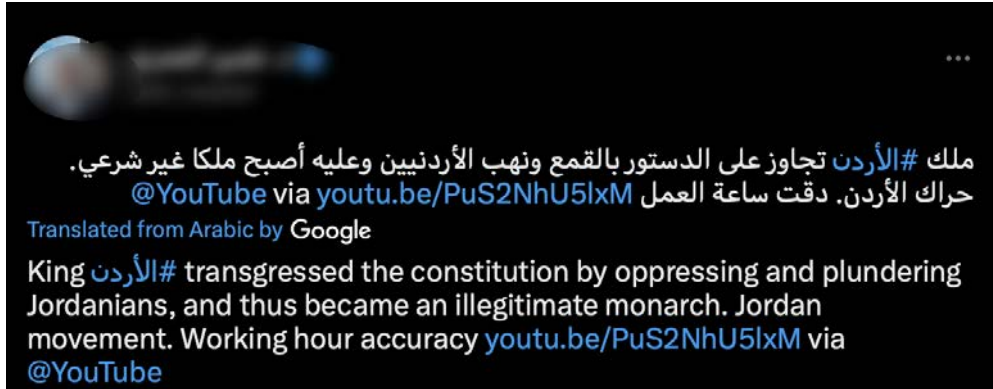 ملك #الأردن تجاوز على الدستور بالقمع ونهب الأردنيين وعليه أصبح ملكا غير شرعي.
حراك الأردن. دقت ساعة العمل youtu.be/PuS2NhU5lxM via @YouTube
Translated from Arabic by Google
King #الأردن transgressed the constitution by oppressing and plundering
Jordanians, and thus became an illegitimate monarch. Jordan
movement. Working hour accuracy youtu.be/PuS2NhU5lxM via
@YouTube